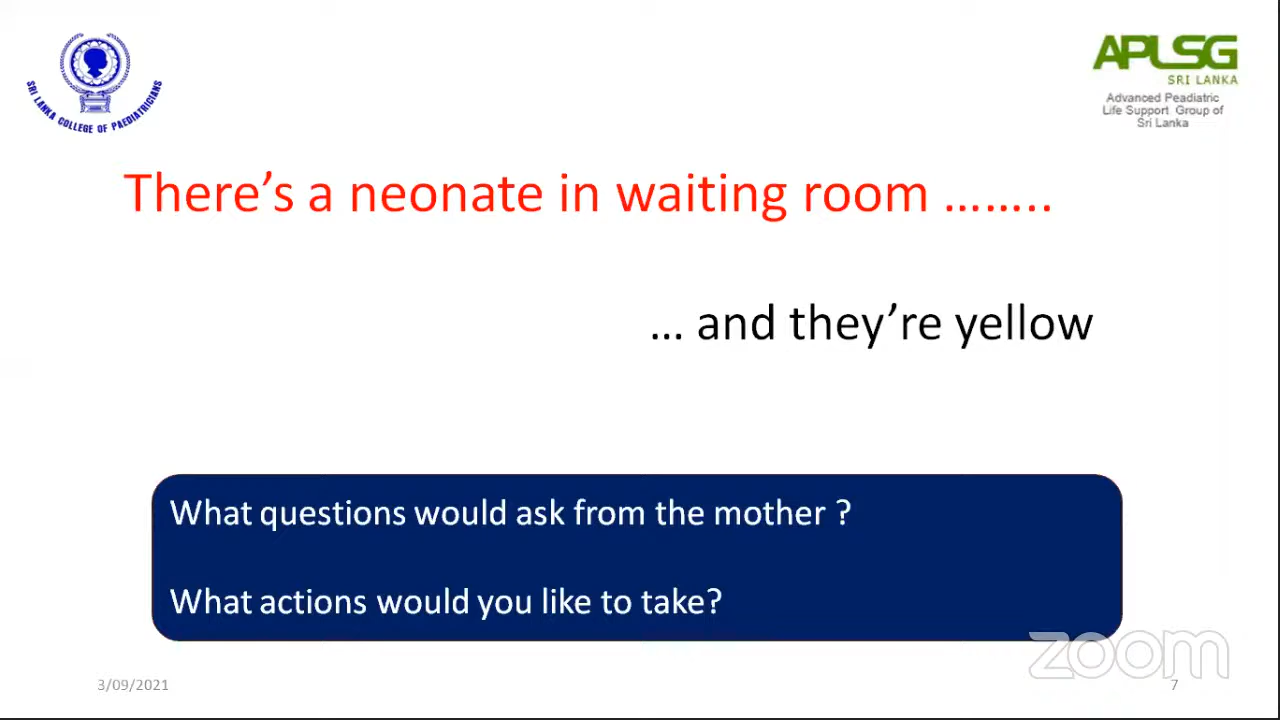 SRI LANKA COLLEGE OF PAEDIATRICIANS
APLSG
SRI LANKA
Advanced Peadiatric
Life Support Group of
Sri Lanka
There’s a neonate in waiting room ……..
… and they’re yellow
What questions would ask from the mother ?
What actions would you like to take?
zoom
3/09/2021
7